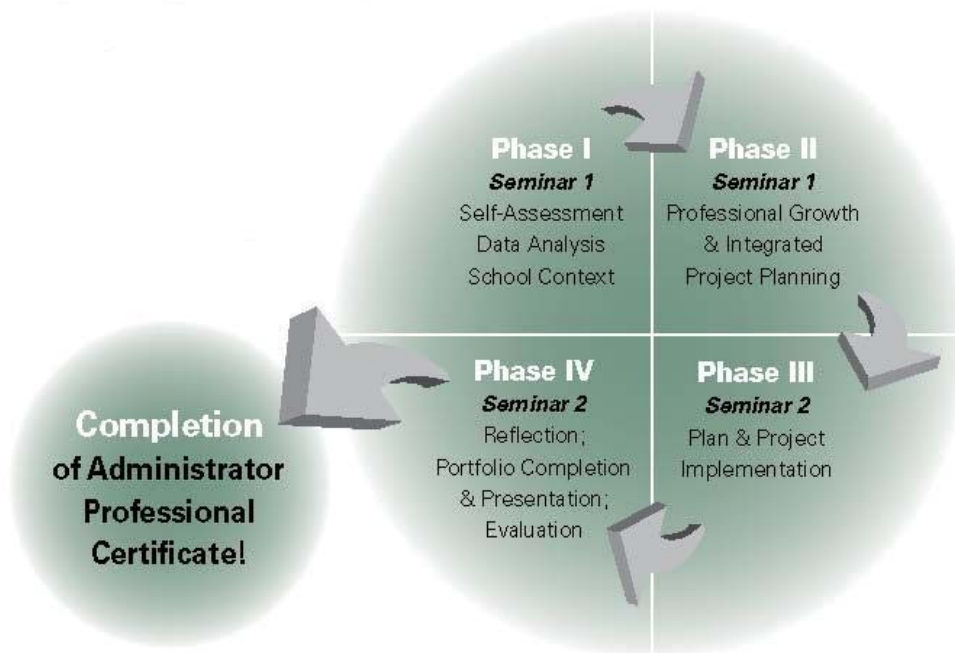 Phase I
Seminar 1
Self-Assessment
Data Analysis
School Context
Phase II
Seminar 1
Professional Growth
& Integrated
Project Planning
Phase III
Seminar 2
Plan & Project
Implementation
Phase IV
Seminar 2
Reflection;
Portfolio Completion
& Presentation;
Evaluation
Completion
of Administrator
Professional
Certificate!